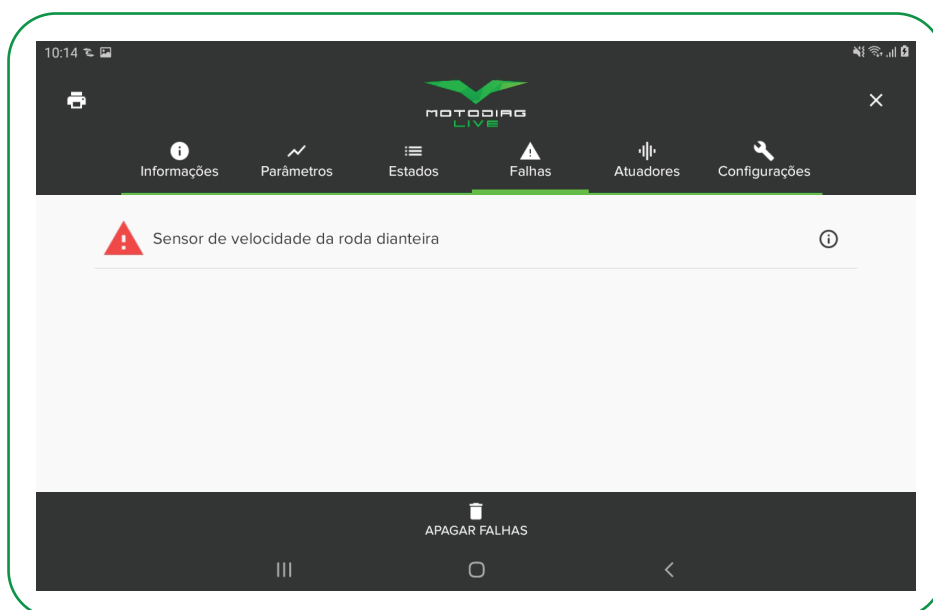 10:14
MOTODIAG
LIVE
Informações Parâmetros Estados Falhas Atuadores Configurações
Sensor de velocidade da roda dianteira
APAGAR FALHAS